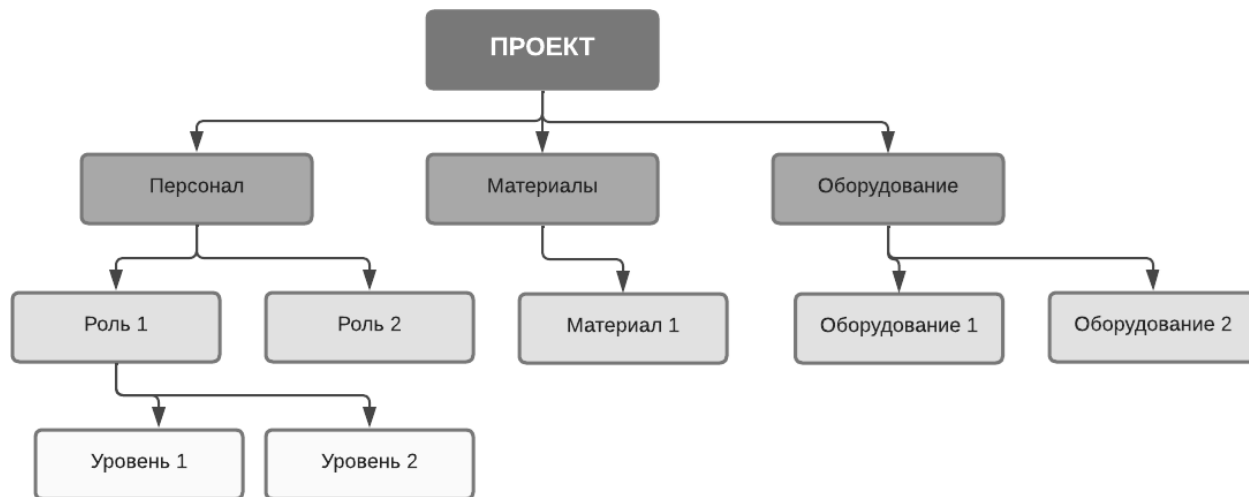 ПРОЕКТ
Персонал
Материалы
Оборудование
Роль 1
Роль 2
Материал 1
Оборудование 1
Оборудование 2
Уровень 1
Уровень 2